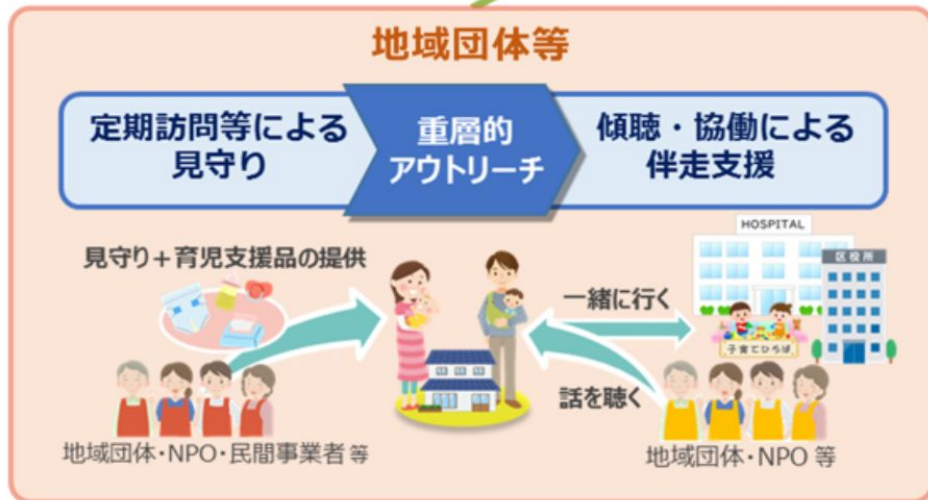 地域団体等
定期訪問等による
見守り
重層的
アウトリーチ
傾聴・協働による
伴走支援
見守り+育児支援品の提供
HOSPITAL
区役所
一緒に行く
子育てひろば
話を聴く
地域団体・NPO・民間事業者 等
地域団体・NPO 等